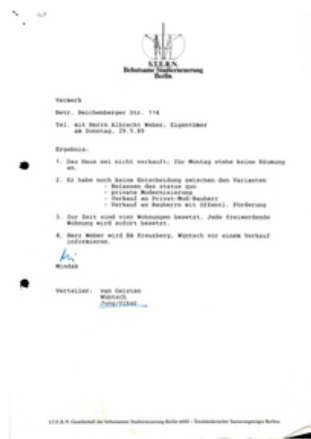 S.T.E.R.N.
Behutsame Stadterneuerung
Berlin
Vermerk
Betr. Reichenberger Str. 114
Tel. mit Herrn Albrecht Weber, Eigentümer
am Sonntag, 29.5.89
Ergebnis:
1. Das Haus sei nicht verkauft; für Montag stehe keine Räumung
an.
2. Er habe noch keine Entscheidung zwischen den Varianten
- Belassen des status quo
- private Modernisierung
- Verkauf an Privat-Mod-Bauherr
- Verkauf an Bauherrn mit öffentl. Förderung
3. Zur Zeit sind vier Wohnungen besetzt. Jede freiwerdende
Wohnung wird sofort besetzt.
4. Herr Weber wird BA Kreuzberg, Wüntsch vor einem Verkauf
informieren.
Mindak
Verteiler: van Geisten
Wüntsch
Jung/Ulkar
S.T.E.R.N. Gesellschaft der behutsamen Stadterneuerung Berlin mbH - Treuhänderischer Sanierungsträger Berlins